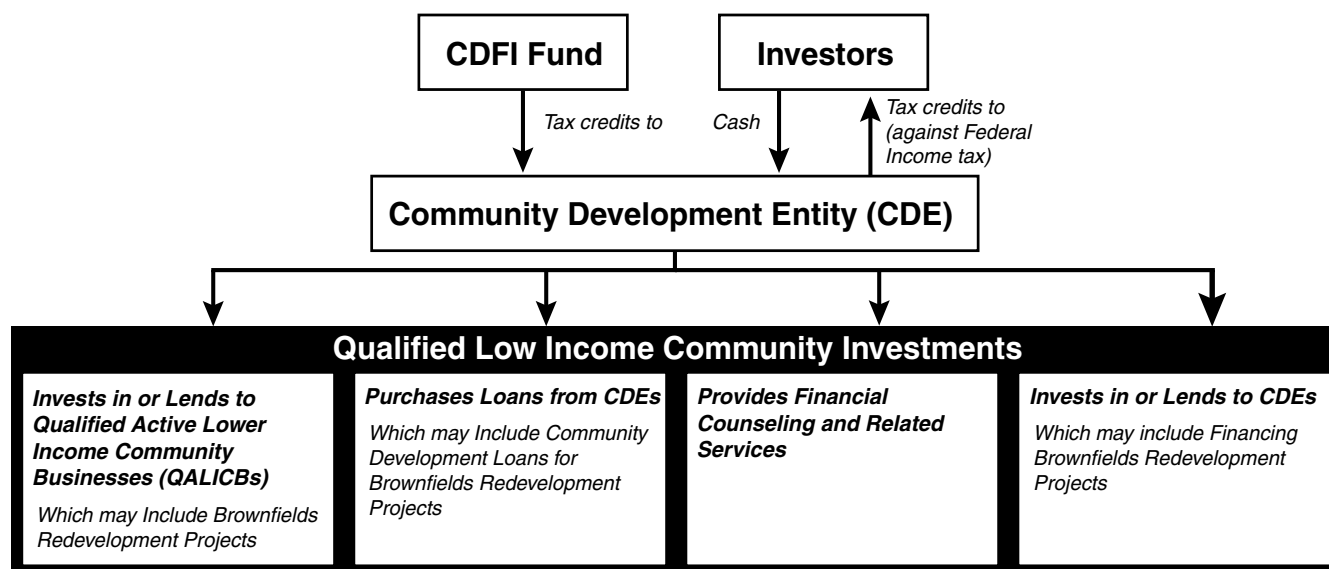 CDFI Fund
Investors
Tax credits to
Cash
Tax credits to
(against Federal
Income tax)
Community Development Entity (CDE)
Qualified Low Income Community Investments
Invests in or Lends to
Qualified Active Lower
Income Community
Businesses (QALICBs)
Which may Include Brownfields
Redevelopment Projects
Purchases Loans from CDEs
Which may Include Community
Development Loans for
Brownfields Redevelopment
Projects
Provides Financial
Counseling and Related
Services
Invests in or Lends to CDEs
Which may include Financing
Brownfields Redevelopment
Projects